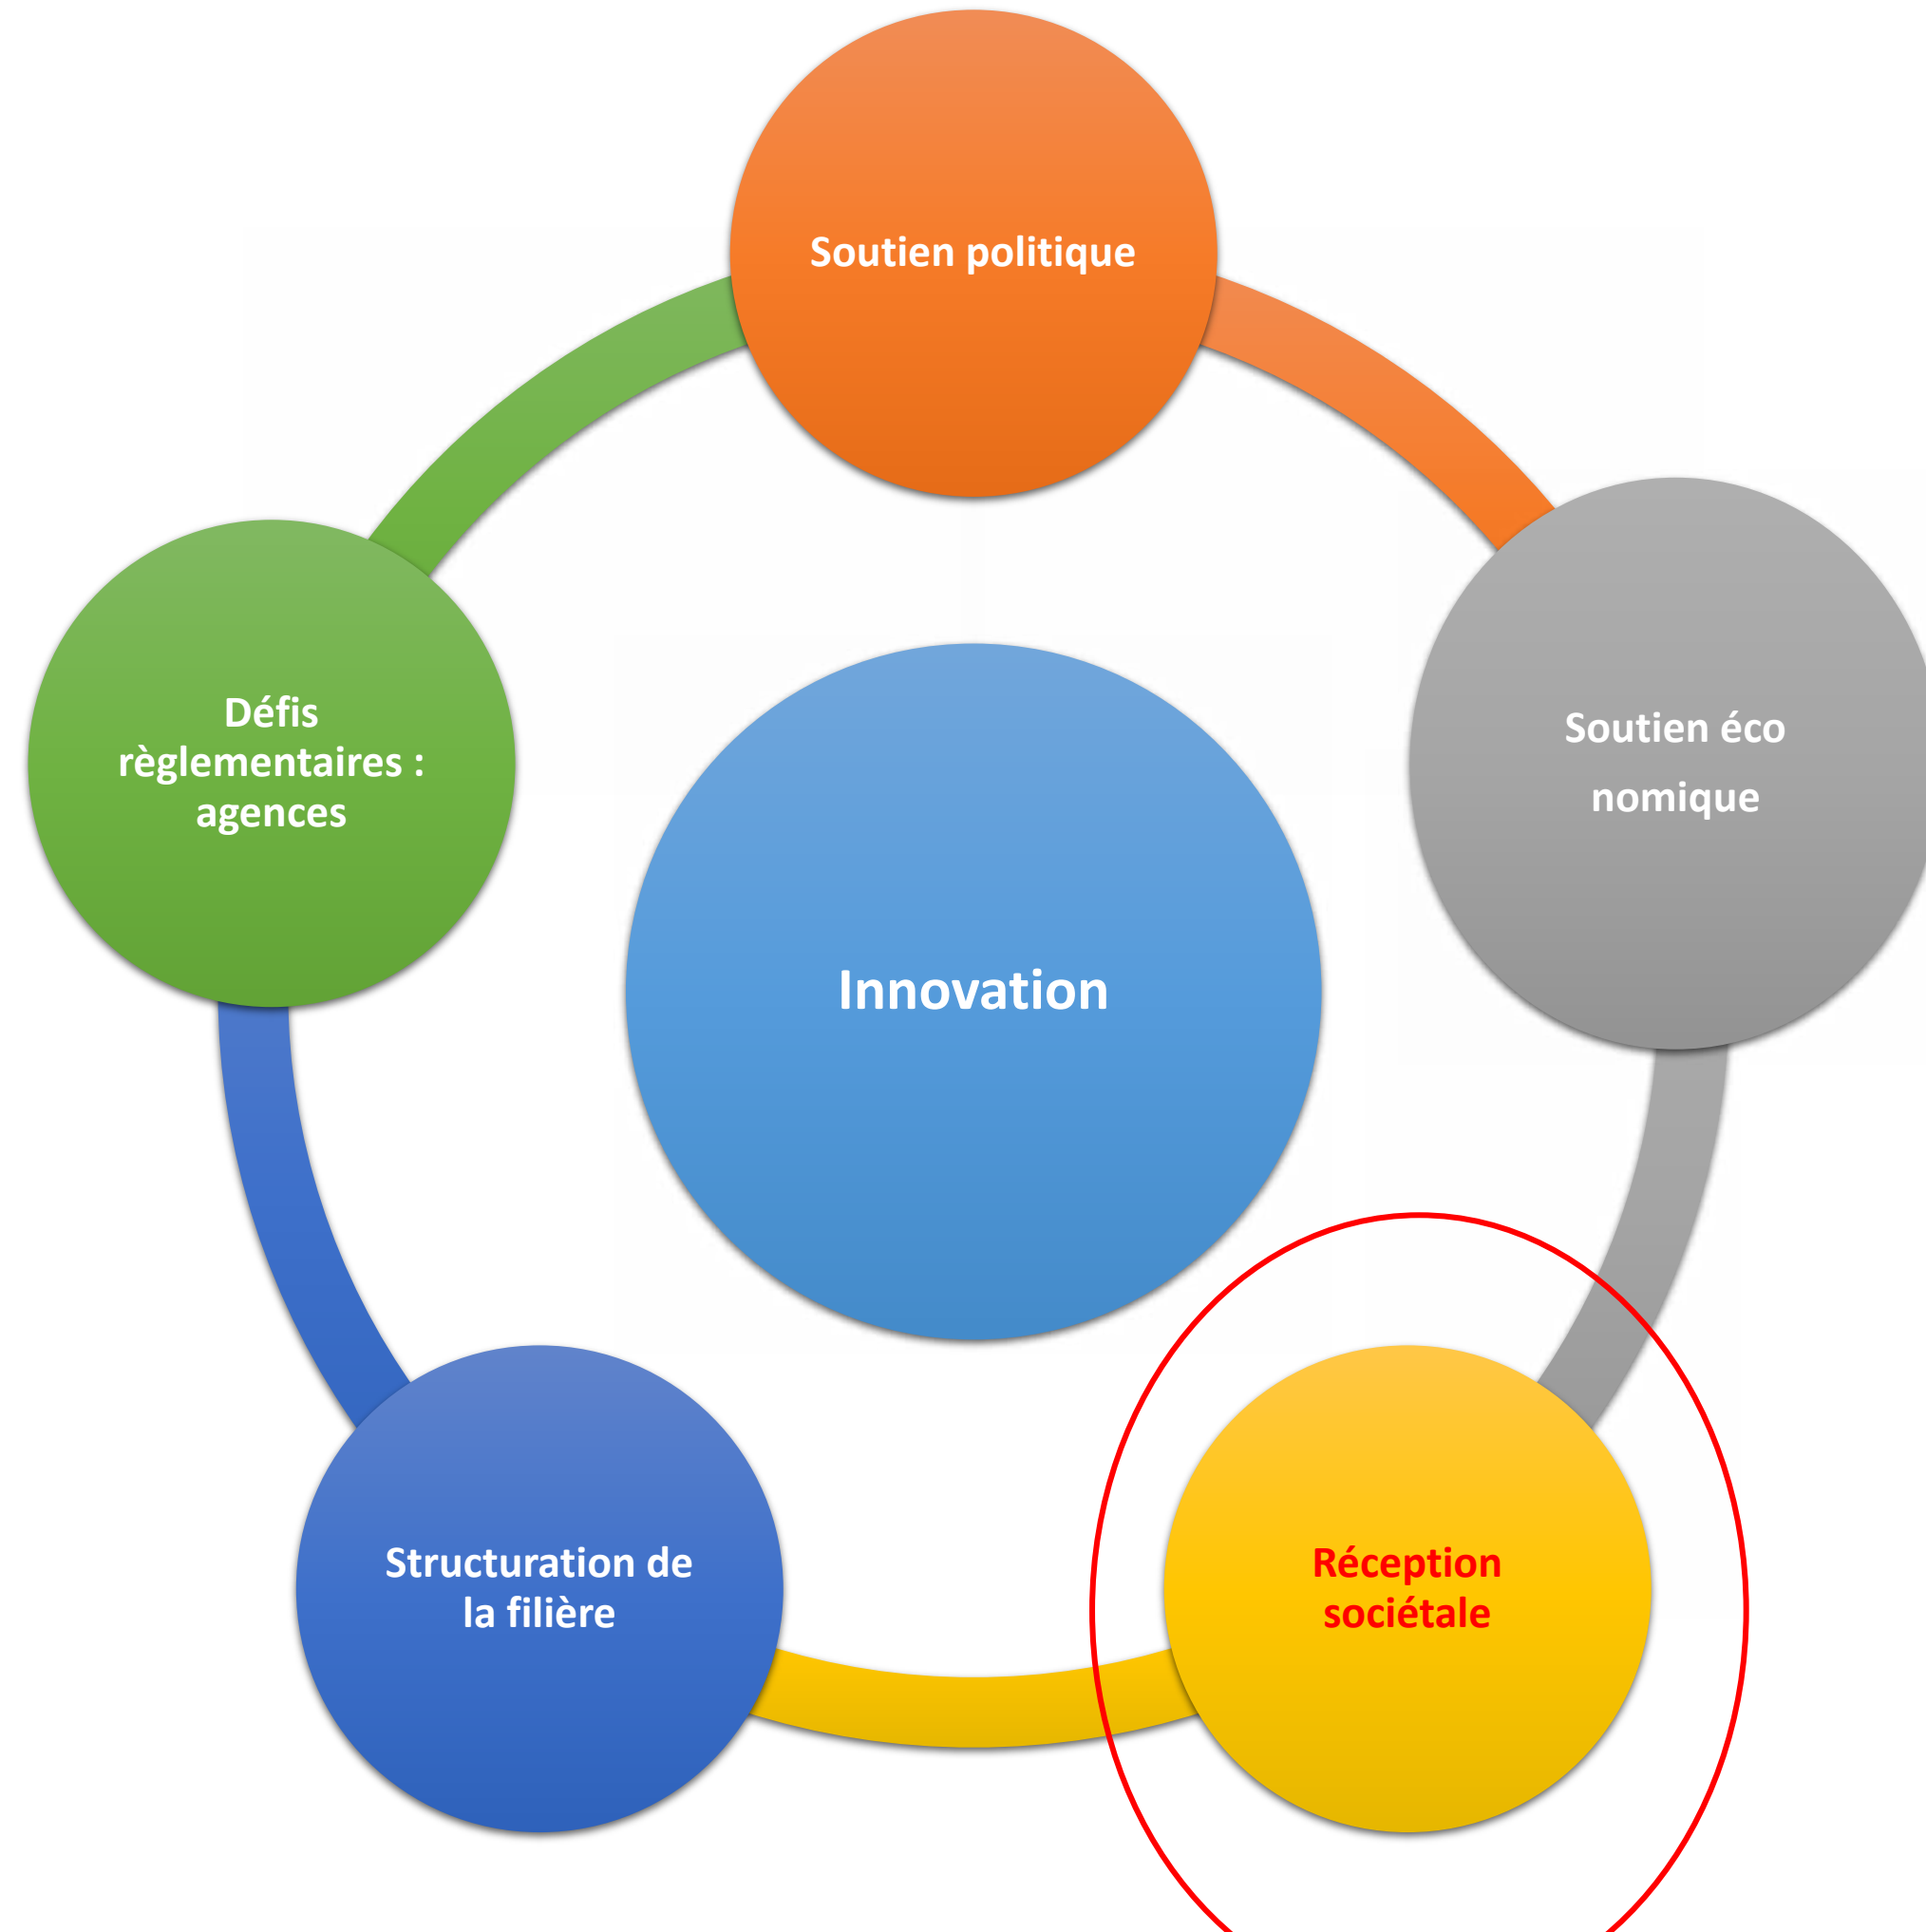 Soutien politique
Défis
règlementaires :
agences
Soutien éco
nomique
Innovation
Structuration de
la filière
Réception
sociétale